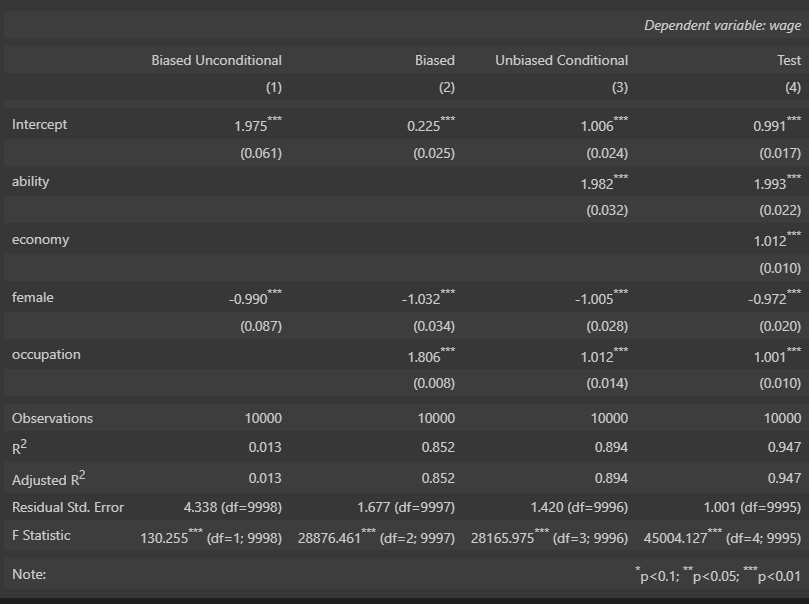 Dependent variable: wage
Biased Unconditional Biased Unbiased Conditional Test
(1) (2) (3) (4)
Intercept 1.975*** 0.225*** 1.006*** 0.991***
(0.061) (0.025) (0.024) (0.017)
ability 1.982*** 1.993***
(0.032) (0.022)
economy 1.012***
(0.010)
female -0.990*** -1.032*** -1.005*** -0.972***
(0.087) (0.034) (0.028) (0.020)
occupation 1.806*** 1.012*** 1.001***
(0.008) (0.014) (0.010)
Observations 10000 10000 10000 10000
R2 0.013 0.852 0.894 0.947
Adjusted R2 0.013 0.852 0.894 0.947
Residual Std. Error 4.338 (df=9998) 1.677 (df=9997) 1.420 (df=9996) 1.001 (df=9995)
F Statistic 130.255*** (df=1; 9998) 28876.461*** (df=2; 9997) 28165.975*** (df=3; 9996) 45004.127*** (df=4; 9995)
Note: *p<0.1; **p<0.05; ***p<0.01